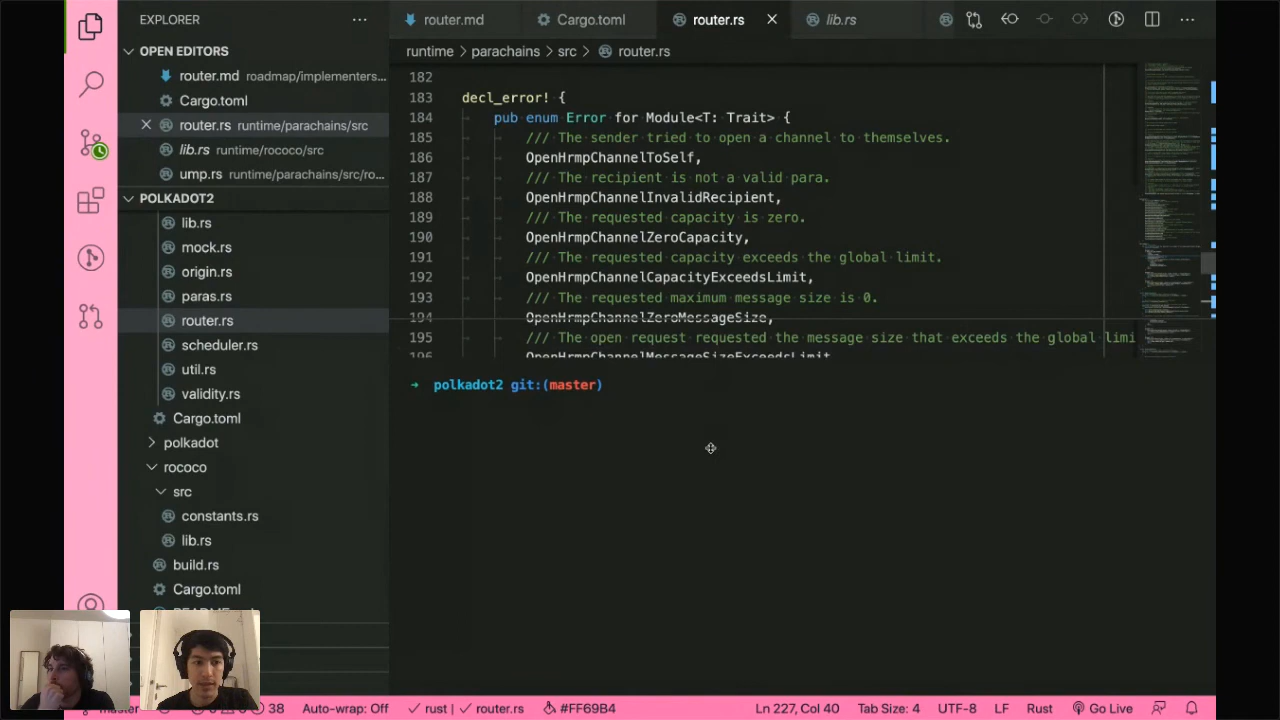 EXPLORER
OPEN EDITORS
router.md roadmap/implementers...
Cargo.toml
router.rs runtime/parachains/src
lib.rs runtime/rococo/src
ump.rs runtime/parachains/src/ro...
POLKADOT2
lib.rs
mock.rs
origin.rs
paras.rs
router.rs
scheduler.rs
util.rs
validity.rs
Cargo.toml
polkadot
rococo
src
constants.rs
lib.rs
build.rs
Cargo.toml
router.md Cargo.toml router.rs lib.rs
runtime > parachains > src > router.rs
182
183 decl_error! {
184 pub enum Error for Module<T: Trait> {
185 /// The sender tried to open a channel to themselves.
186 OpenHrmpChannelToSelf,
187 /// The recipient is not a valid para.
188 OpenHrmpChannelInvalidRecipient,
189 /// The requested capacity is zero.
190 OpenHrmpChannelZeroCapacity,
191 /// The requested capacity exceeds the global limit.
192 OpenHrmpChannelCapacityExceedsLimit,
193 /// The requested maximum message size is 0.
194 OpenHrmpChannelZeroMessageSize,
195 /// The open request requested the message size that exceeds the global limi
196 OpenHrmpChannelMessageSizeExceedsLimit
→ polkadot2 git:(master)
master 38 Auto-wrap: Off ✓ rust | ✓ router.rs #FF69B4 Ln 227, Col 40 Tab Size: 4 UTF-8 LF Rust Go Live